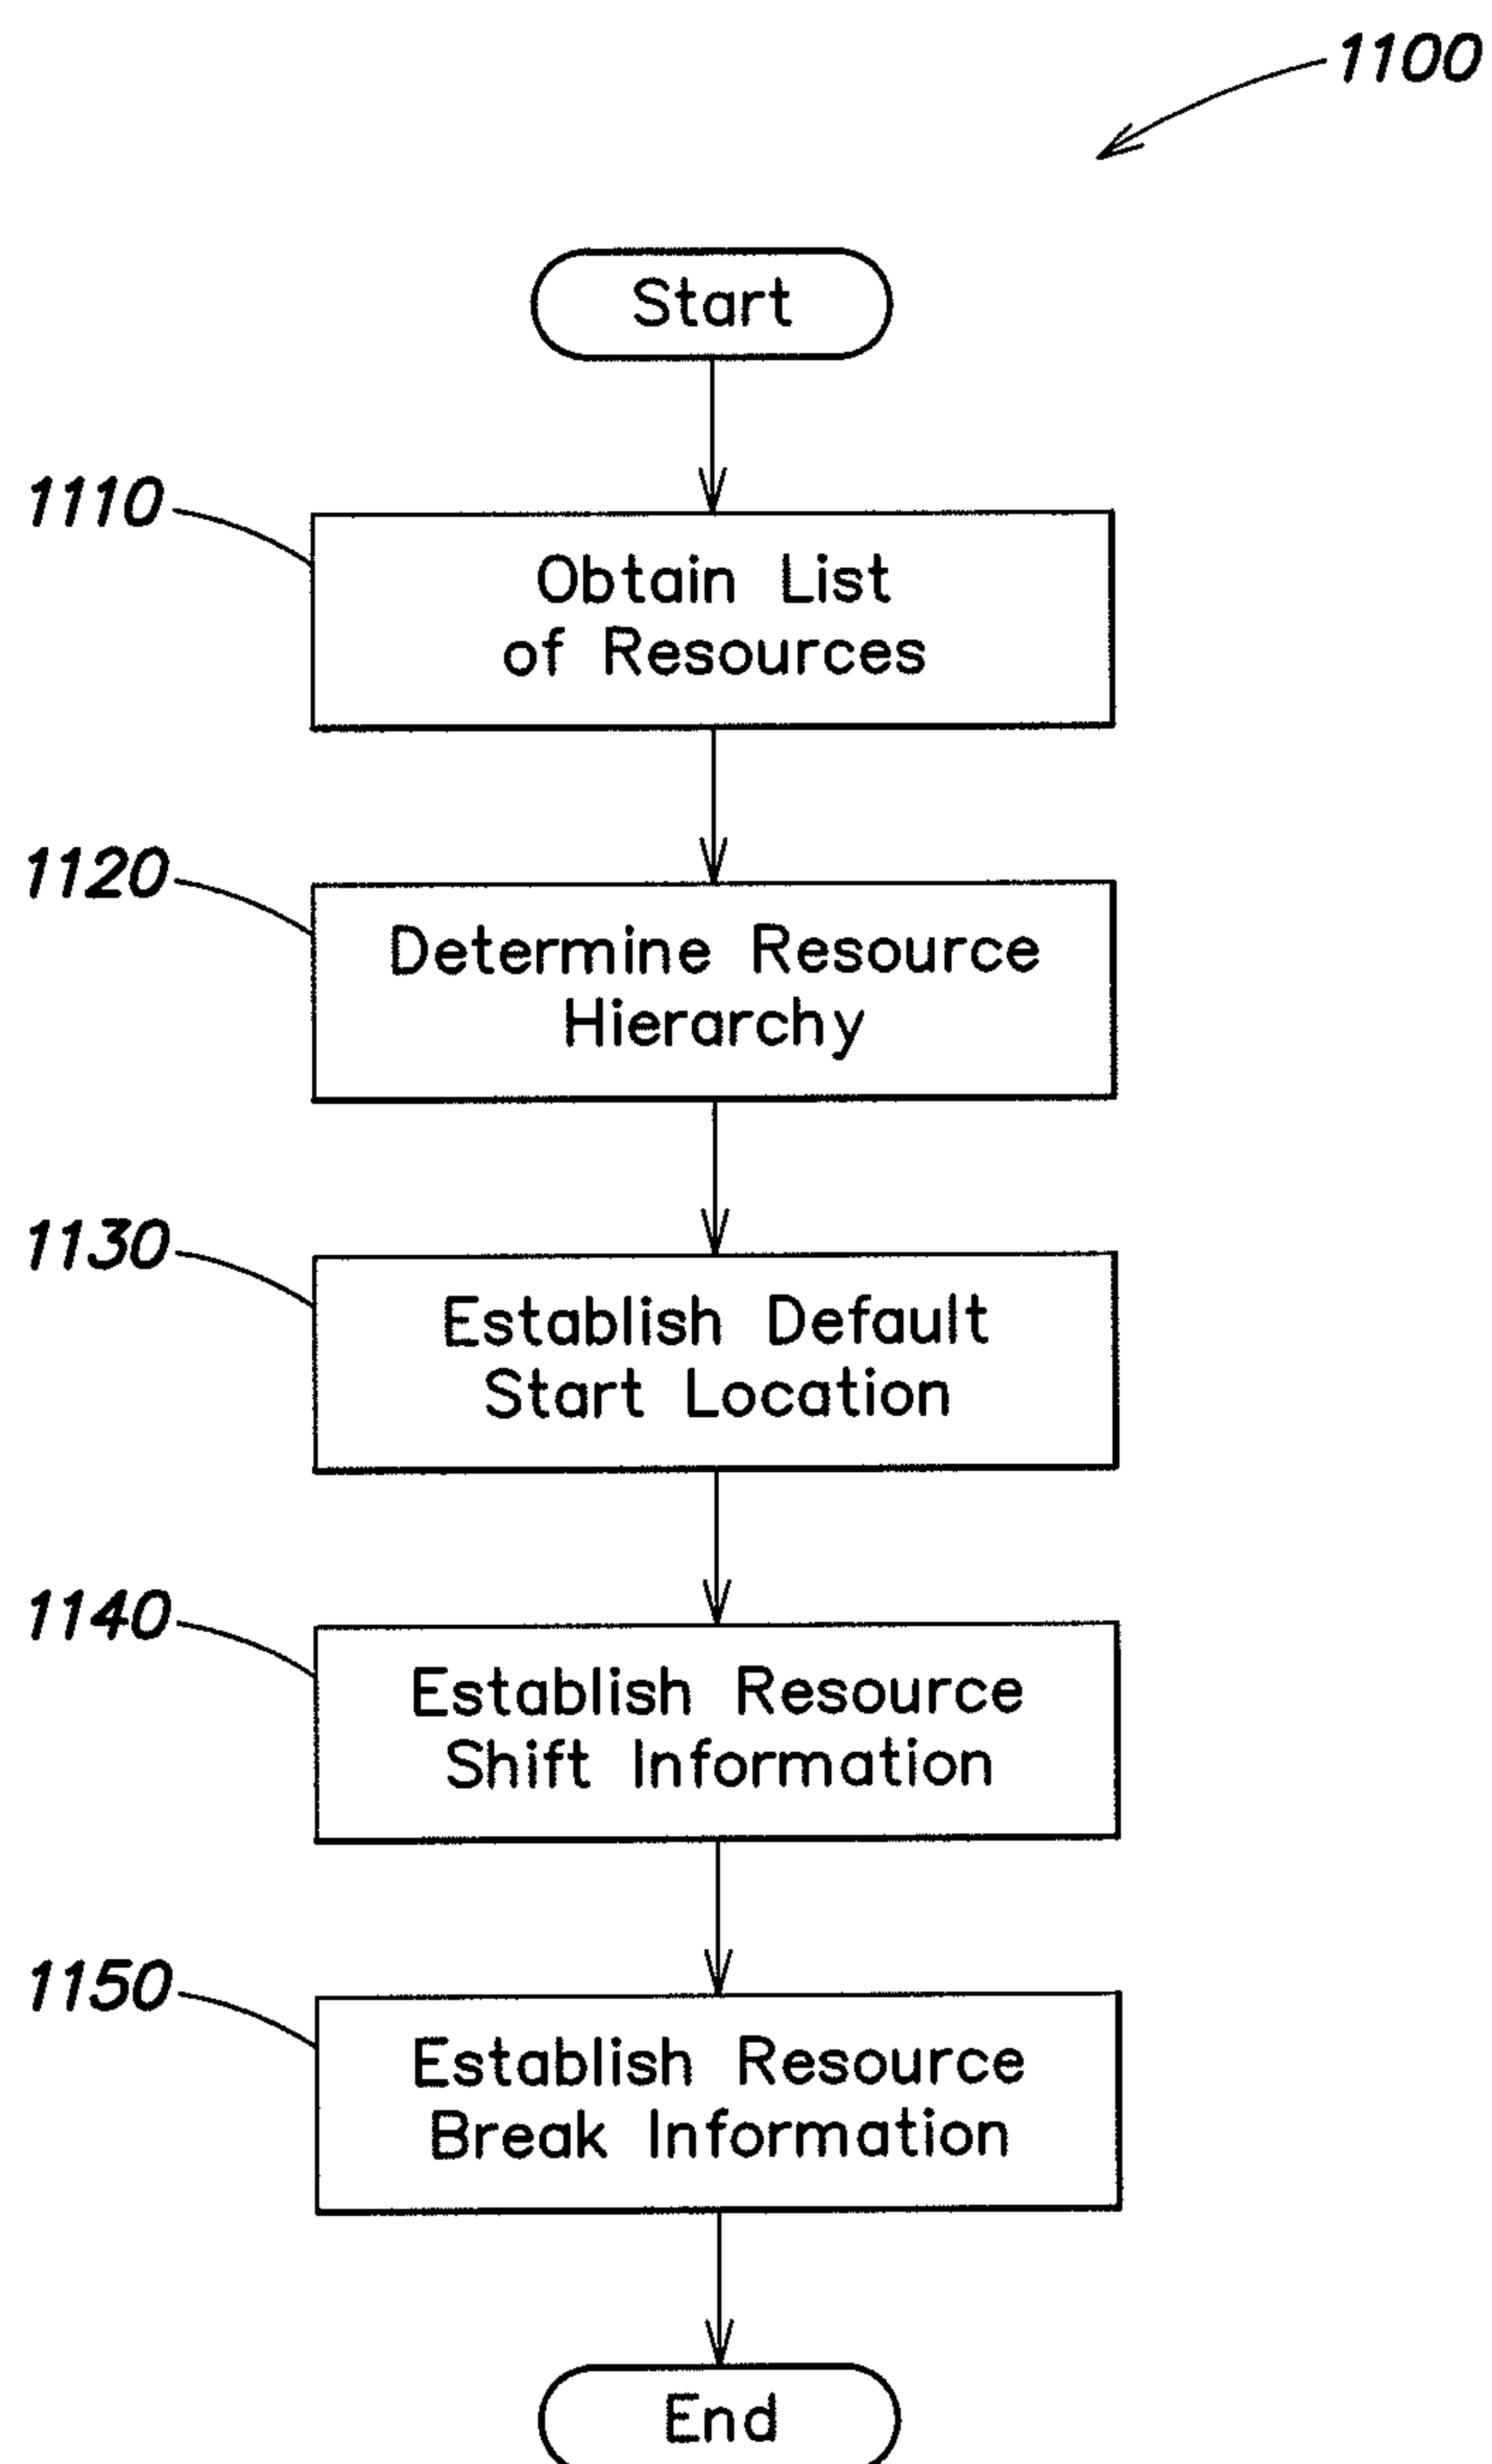 1100
Start
1110
Obtain List
of Resources
1120
Determine Resource
Hierarchy
1130
Establish Default
Start Location
1140
Establish Resource
Shift Information
1150
Establish Resource
Break Information
End